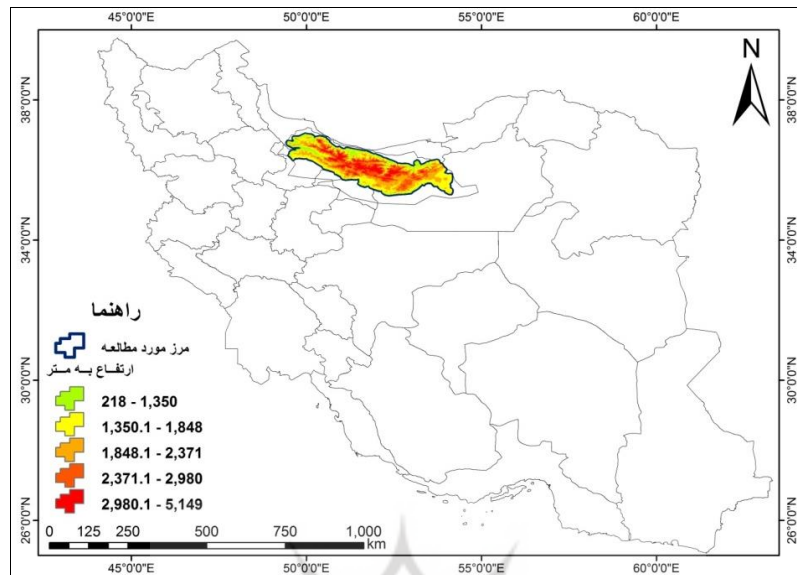 45°0'0"E 50°0'0"E 55°0'0"E 60°0'0"E
N
38°0'0"N 38°0'0"N
34°0'0"N 34°0'0"N
30°0'0"N 30°0'0"N
26°0'0"N 26°0'0"N
راهنما
مرز مورد مطالعه
ارتفاع به متر
218 - 1,350
1,350.1 - 1,848
1,848.1 - 2,371
2,371.1 - 2,980
2,980.1 - 5,149
0 125 250 500 750 1,000
km
45°0'0"E 50°0'0"E 55°0'0"E 60°0'0"E